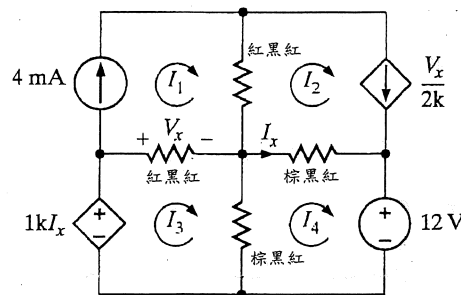 紅黑紅
4 mA
I₁
I₂
Vₓ
2k
+ Vₓ −
Iₓ
紅黑紅
棕黑紅
1kIₓ
+
−
I₃
I₄
+
−
12 V
棕黑紅